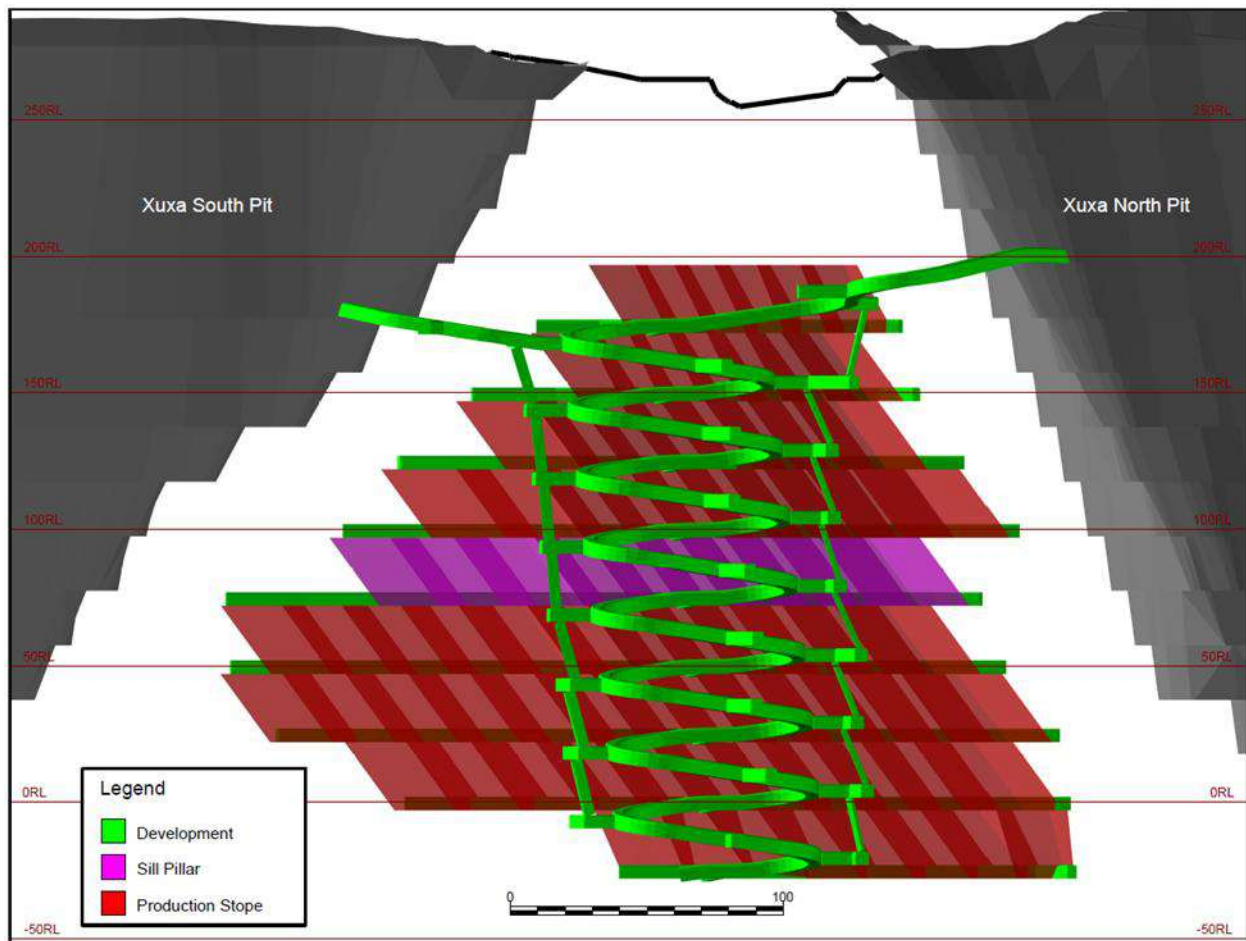 250RL 250RL
Xuxa South Pit Xuxa North Pit
200RL 200RL
150RL 150RL
100RL 100RL
50RL 50RL
0RL 0RL
Legend
Development
Sill Pillar
Production Stope
0 100
-50RL -50RL